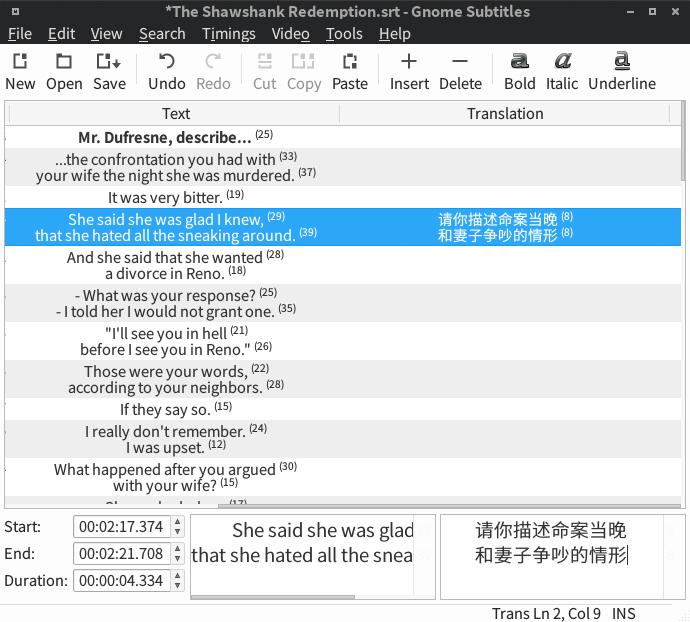 *The Shawshank Redemption.srt - Gnome Subtitles
File Edit View Search Timings Video Tools Help
New Open Save Undo Redo Cut Copy Paste Insert Delete Bold Italic Underline
Text Translation
Mr. Dufresne, describe... (25)
...the confrontation you had with (33)
your wife the night she was murdered. (37)
It was very bitter. (19)
She said she was glad I knew, (29) 请你描述命案当晚 (8)
that she hated all the sneaking around. (39) 和妻子争吵的情形 (8)
And she said that she wanted (28)
a divorce in Reno. (18)
- What was your response? (25)
- I told her I would not grant one. (35)
"I'll see you in hell (21)
before I see you in Reno." (26)
Those were your words, (22)
according to your neighbors. (28)
If they say so. (15)
I really don't remember. (24)
I was upset. (12)
What happened after you argued (30)
with your wife? (15)
Start: 00:02:17.374
End: 00:02:21.708
Duration: 00:00:04.334
She said she was glad
that she hated all the snea
请你描述命案当晚
和妻子争吵的情形
Trans Ln 2, Col 9 INS